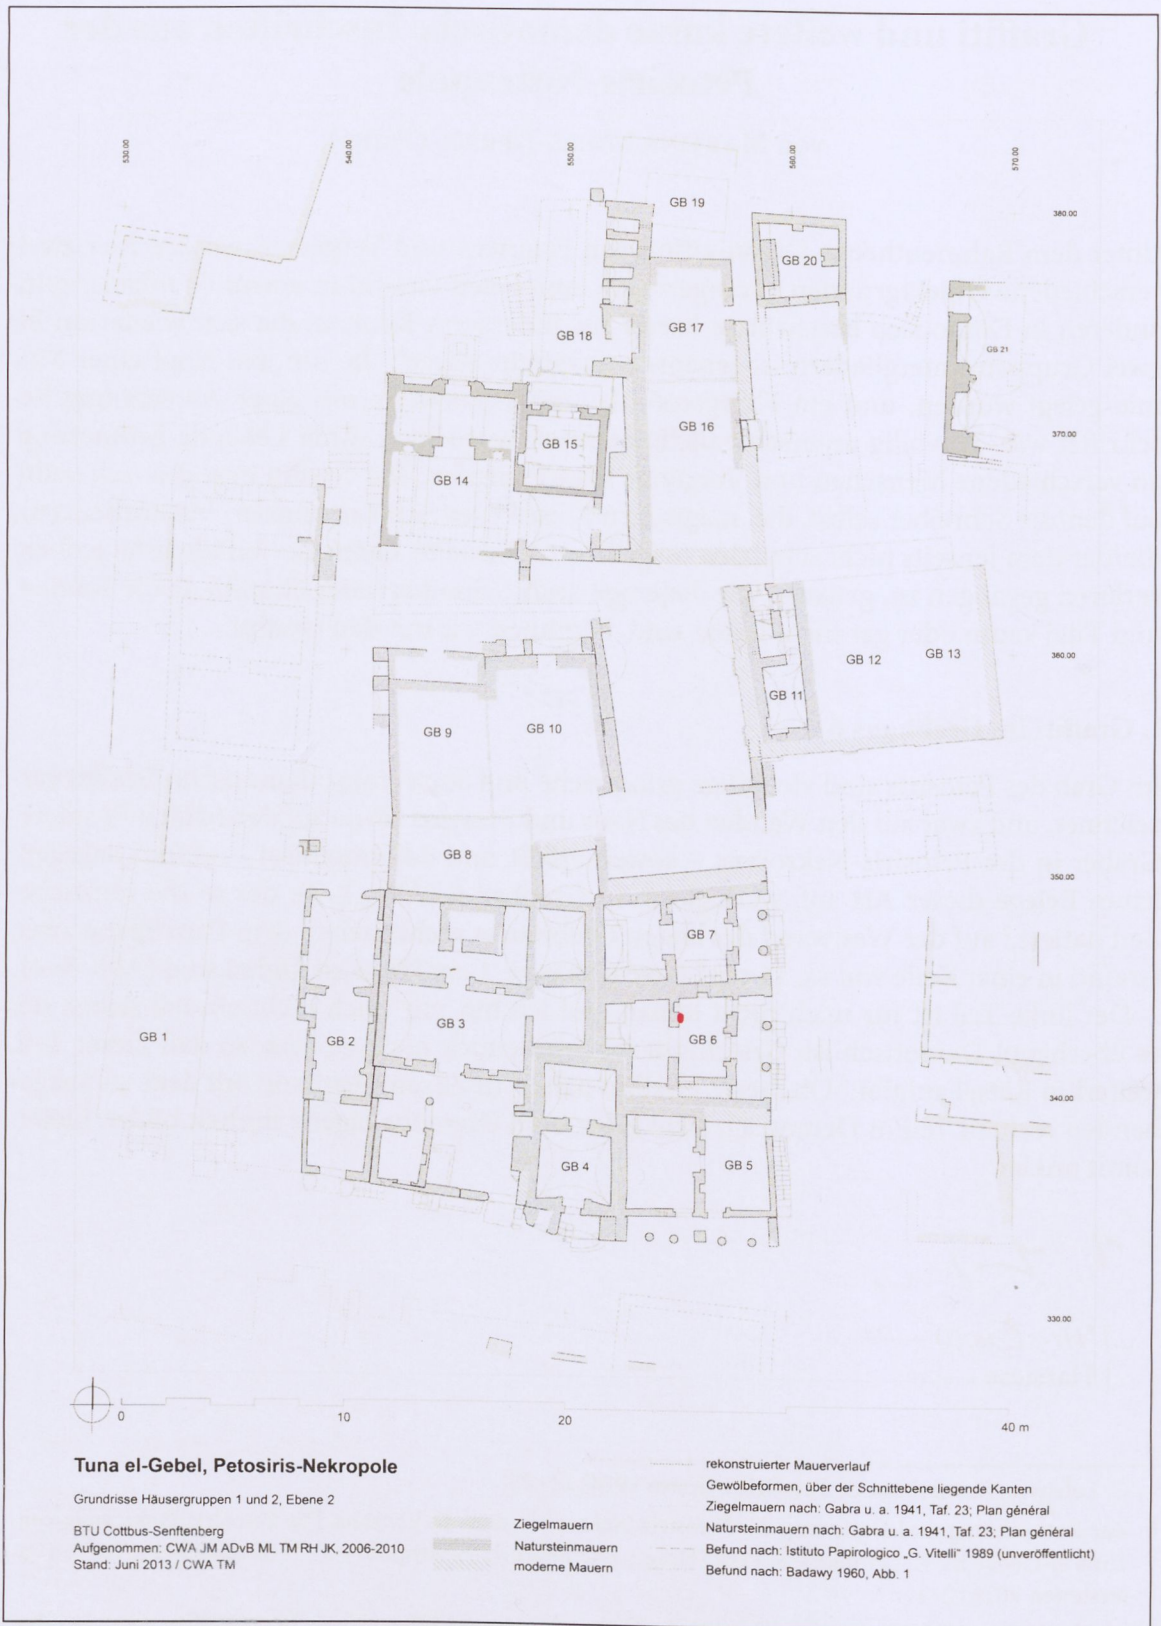 530.00
540.00
550.00
560.00
570.00
GB 19
380.00
GB 20
GB 18
GB 17
GB 21
GB 15
GB 16
370.00
GB 14
GB 12
GB 13
360.00
GB 11
GB 9
GB 10
GB 8
350.00
GB 7
GB 1
GB 2
GB 3
GB 6
340.00
GB 4
GB 5
330.00
0
10
20
40 m
Tuna el-Gebel, Petosiris-Nekropole
Grundrisse Häusergruppen 1 und 2, Ebene 2
BTU Cottbus-Senftenberg
Aufgenommen: CWA JM ADvB ML TM RH JK, 2006-2010
Stand: Juni 2013 / CWA TM
Ziegelmauern
Natursteinmauern
moderne Mauern
rekonstruierter Mauerverlauf
Gewölbeformen, über der Schnittebene liegende Kanten
Ziegelmauern nach: Gabra u. a. 1941, Taf. 23; Plan général
Natursteinmauern nach: Gabra u. a. 1941, Taf. 23; Plan général
Befund nach: Istituto Papirologico „G. Vitelli“ 1989 (unveröffentlicht)
Befund nach: Badawy 1960, Abb. 1